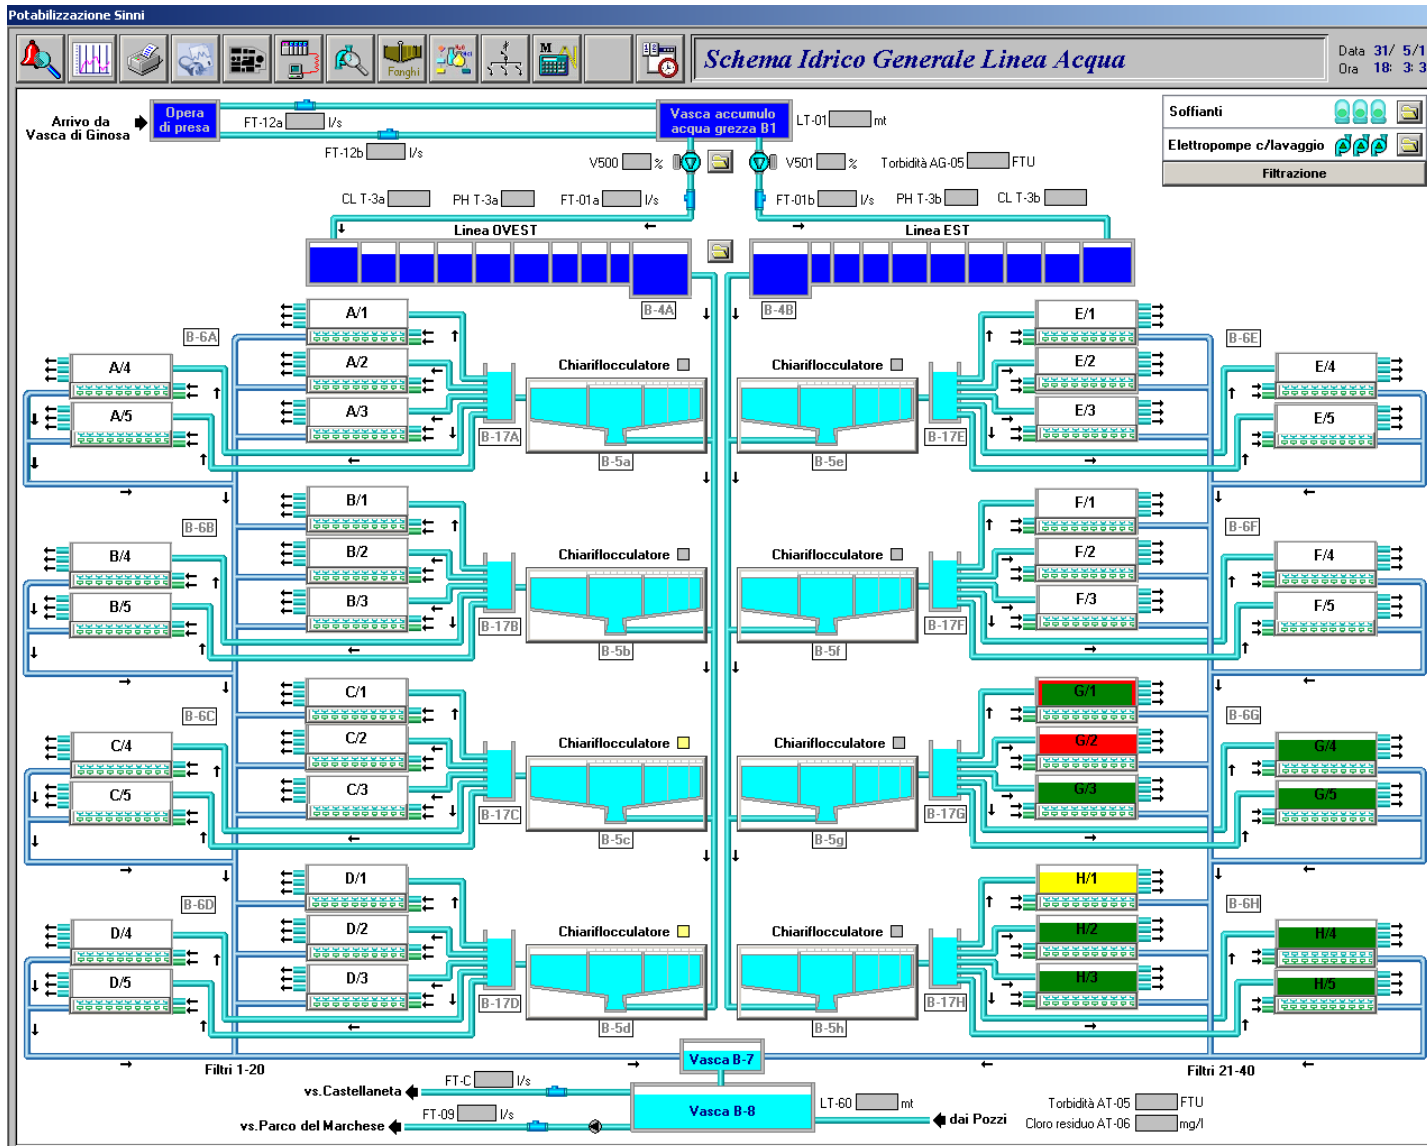 Potabilizzazione Sinni
Fanghi
M
Schema Idrico Generale Linea Acqua
Data 31/ 5/1
Ora 18: 3: 3
Arrivo da
Vasca di Ginosa
Opera
di presa
FT-12a l/s
FT-12b l/s
Vasca accumulo
acqua grezza B1
LT-01 mt
Soffianti
Elettropompe c/lavaggio
Filtrazione
V500 %
V501 %
Torbidità AG-05 FTU
CL T-3a
PH T-3a
FT-01a l/s
FT-01b l/s
PH T-3b
CL T-3b
Linea OVEST
Linea EST
B-4A
B-4B
B-6A
A/1
A/2
A/3
A/4
A/5
B-17A
Chiariflocculatore
B-5a
Chiariflocculatore
B-5e
B-17E
E/1
E/2
E/3
B-6E
E/4
E/5
B-6B
B/1
B/2
B/3
B/4
B/5
B-17B
Chiariflocculatore
B-5b
Chiariflocculatore
B-5f
B-17F
F/1
F/2
F/3
B-6F
F/4
F/5
B-6C
C/1
C/2
C/3
C/4
C/5
B-17C
Chiariflocculatore
B-5c
Chiariflocculatore
B-5g
B-17G
G/1
G/2
G/3
B-6G
G/4
G/5
B-6D
D/1
D/2
D/3
D/4
D/5
B-17D
Chiariflocculatore
B-5d
Chiariflocculatore
B-5h
B-17H
H/1
H/2
H/3
B-6H
H/4
H/5
Filtri 1-20
Vasca B-7
Filtri 21-40
vs.Castellaneta
FT-C l/s
vs.Parco del Marchese
FT-09 l/s
Vasca B-8
LT-60 mt
dai Pozzi
Torbidità AT-05 FTU
Cloro residuo AT-06 mg/l